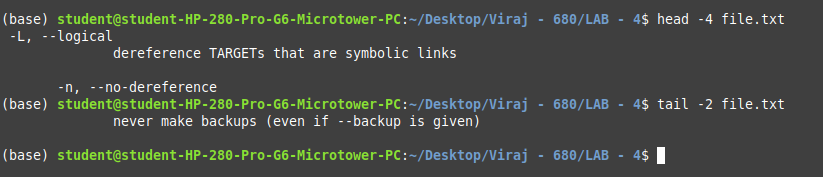 (base) student@student-HP-280-Pro-G6-Microtower-PC:~/Desktop/Viraj - 680/LAB - 4$ head -4 file.txt
 -L, --logical
              dereference TARGETs that are symbolic links

       -n, --no-dereference
(base) student@student-HP-280-Pro-G6-Microtower-PC:~/Desktop/Viraj - 680/LAB - 4$ tail -2 file.txt
              never make backups (even if --backup is given)

(base) student@student-HP-280-Pro-G6-Microtower-PC:~/Desktop/Viraj - 680/LAB - 4$